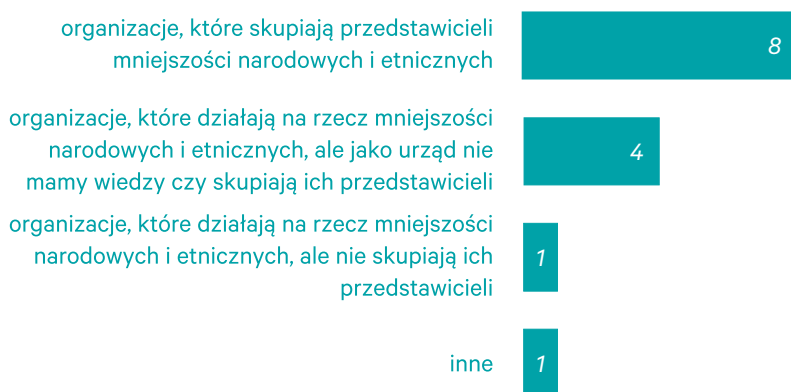 organizacje, które skupiają przedstawicieli
mniejszości narodowych i etnicznych
8
organizacje, które działają na rzecz mniejszości
narodowych i etnicznych, ale jako urząd nie
mamy wiedzy czy skupiają ich przedstawicieli
4
organizacje, które działają na rzecz mniejszości
narodowych i etnicznych, ale nie skupiają ich
przedstawicieli
1
inne
1